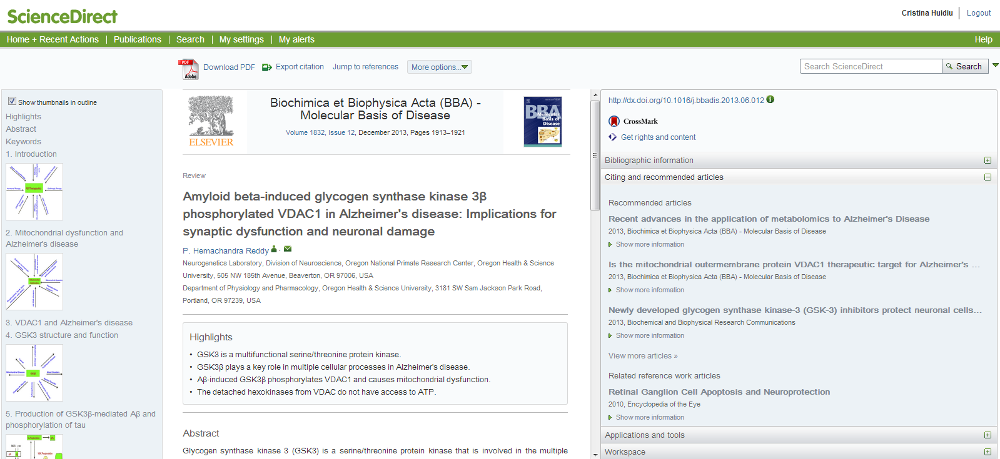 ScienceDirect
Cristina Huidiu
Logout
Home + Recent Actions
Publications
Search
My settings
My alerts
Help
PDF
Adobe
Download PDF
Export citation
Jump to references
More options...
Search ScienceDirect
Search
Show thumbnails in outline
Highlights
Abstract
Keywords
1. Introduction
2. Mitochondrial dysfunction and
Alzheimer's disease
3. VDAC1 and Alzheimer's disease
4. GSK3 structure and function
5. Production of GSK3β-mediated Aβ and
phosphorylation of tau
ELSEVIER
Biochimica et Biophysica Acta (BBA) -
Molecular Basis of Disease
Volume 1832, Issue 12, December 2013, Pages 1913–1921
BBA
Molecular
Basis of
Disease
Review
Amyloid beta-induced glycogen synthase kinase 3β
phosphorylated VDAC1 in Alzheimer's disease: Implications for
synaptic dysfunction and neuronal damage
P. Hemachandra Reddy
Neurogenetics Laboratory, Division of Neuroscience, Oregon National Primate Research Center, Oregon Health & Science
University, 505 NW 185th Avenue, Beaverton, OR 97006, USA
Department of Physiology and Pharmacology, Oregon Health & Science University, 3181 SW Sam Jackson Park Road,
Portland, OR 97239, USA
Highlights
• GSK3 is a multifunctional serine/threonine protein kinase.
• GSK3β plays a key role in multiple cellular processes in Alzheimer's disease.
• Aβ-induced GSK3β phosphorylates VDAC1 and causes mitochondrial dysfunction.
• The detached hexokinases from VDAC do not have access to ATP.
Abstract
Glycogen synthase kinase 3 (GSK3) is a serine/threonine protein kinase that is involved in the multiple
http://dx.doi.org/10.1016/j.bbadis.2013.06.012
CrossMark
Get rights and content
Bibliographic information
Citing and recommended articles
Recommended articles
Recent advances in the application of metabolomics to Alzheimer's Disease
2013, Biochimica et Biophysica Acta (BBA) - Molecular Basis of Disease
Show more information
Is the mitochondrial outermembrane protein VDAC1 therapeutic target for Alzheimer's ...
2013, Biochimica et Biophysica Acta (BBA) - Molecular Basis of Disease
Show more information
Newly developed glycogen synthase kinase-3 (GSK-3) inhibitors protect neuronal cells...
2013, Biochemical and Biophysical Research Communications
Show more information
View more articles »
Related reference work articles
Retinal Ganglion Cell Apoptosis and Neuroprotection
2010, Encyclopedia of the Eye
Show more information
Applications and tools
Workspace